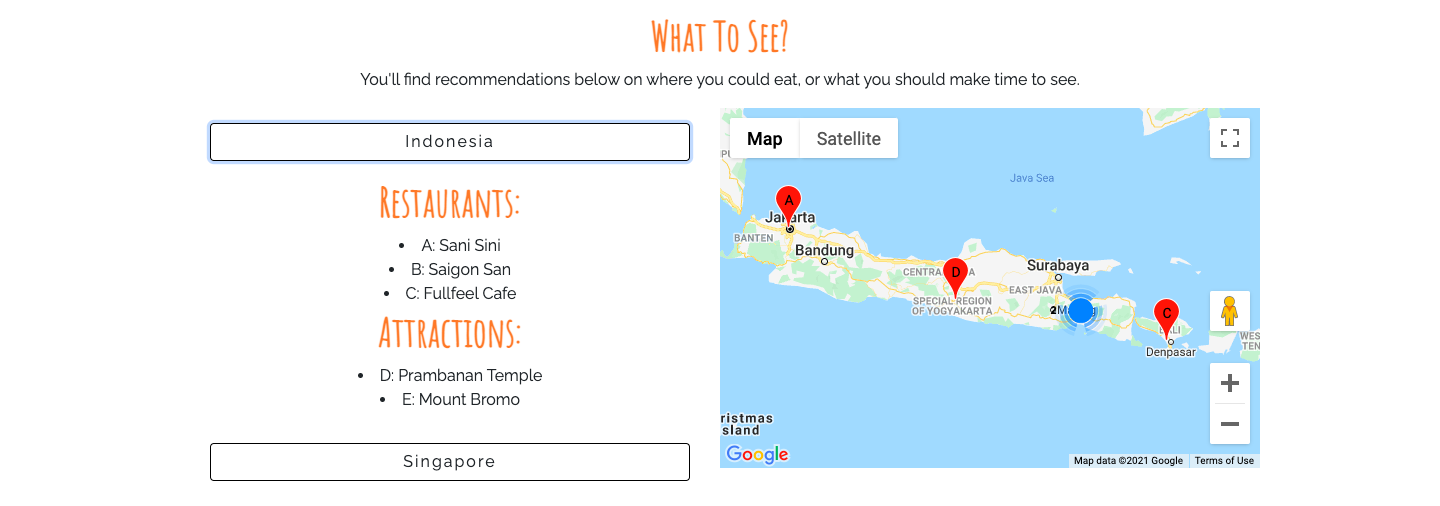 What To See?
You'll find recommendations below on where you could eat, or what you should make time to see.
Indonesia
Restaurants:
• A: Sani Sini
• B: Saigon San
• C: Fullfeel Cafe
Attractions:
• D: Prambanan Temple
• E: Mount Bromo
Singapore
Map
Satellite
Java Sea
A
Jakarta
BANTEN
Bandung
CENTRAL JAVA
D
Surabaya
EAST JAVA
SPECIAL REGION
OF YOGYAKARTA
2
Malang
C
BALI
Denpasar
WES
TEN
ristmas
sland
Google
Map data ©2021 Google
Terms of Use